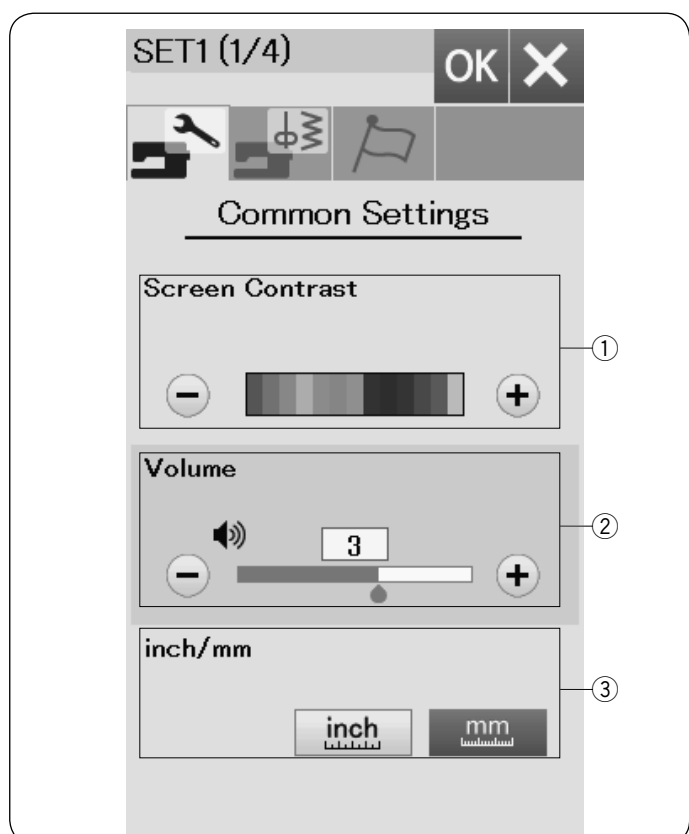 SET1 (1/4)
OK
Common Settings
Screen Contrast
①
Volume
3
②
inch/mm
③
inch
mm